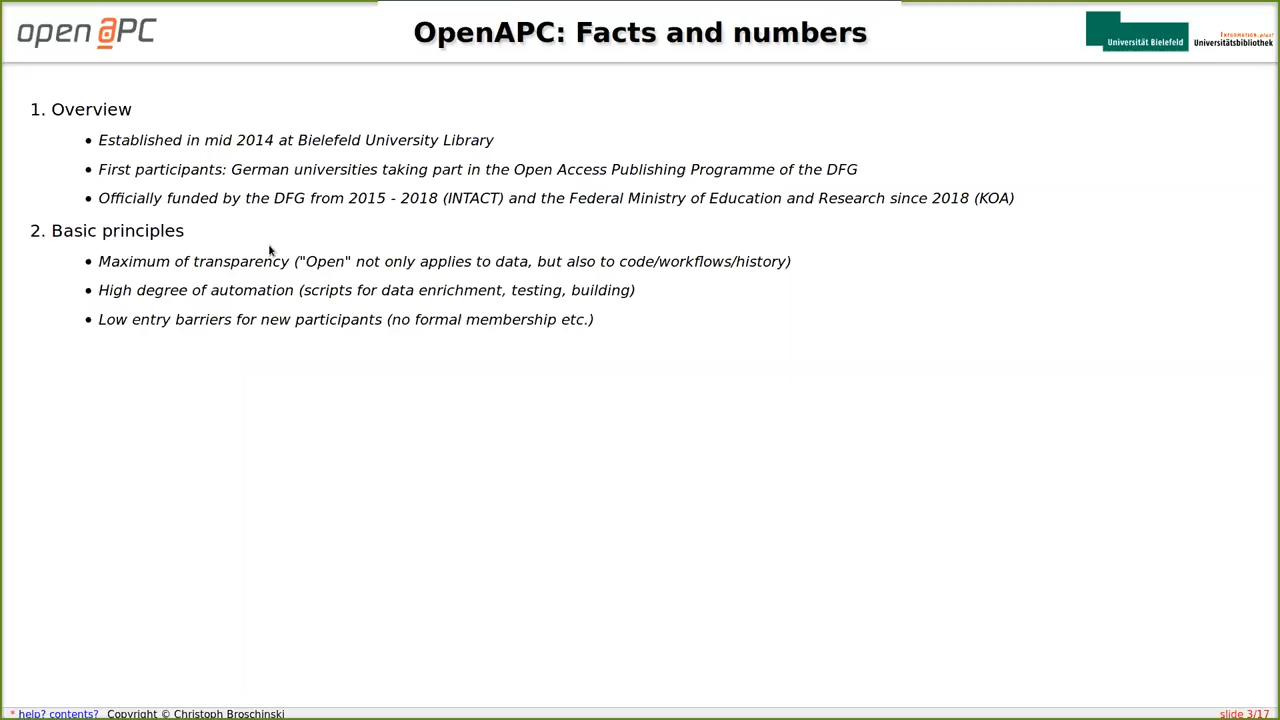 open aPC
OpenAPC: Facts and numbers
Universität Bielefeld
INFORMATION.plus!
Universitätsbibliothek
1. Overview
• Established in mid 2014 at Bielefeld University Library
• First participants: German universities taking part in the Open Access Publishing Programme of the DFG
• Officially funded by the DFG from 2015 - 2018 (INTACT) and the Federal Ministry of Education and Research since 2018 (KOA)
2. Basic principles
• Maximum of transparency ("Open" not only applies to data, but also to code/workflows/history)
• High degree of automation (scripts for data enrichment, testing, building)
• Low entry barriers for new participants (no formal membership etc.)
* help? contents? Copyright © Christoph Broschinski
slide 3/17